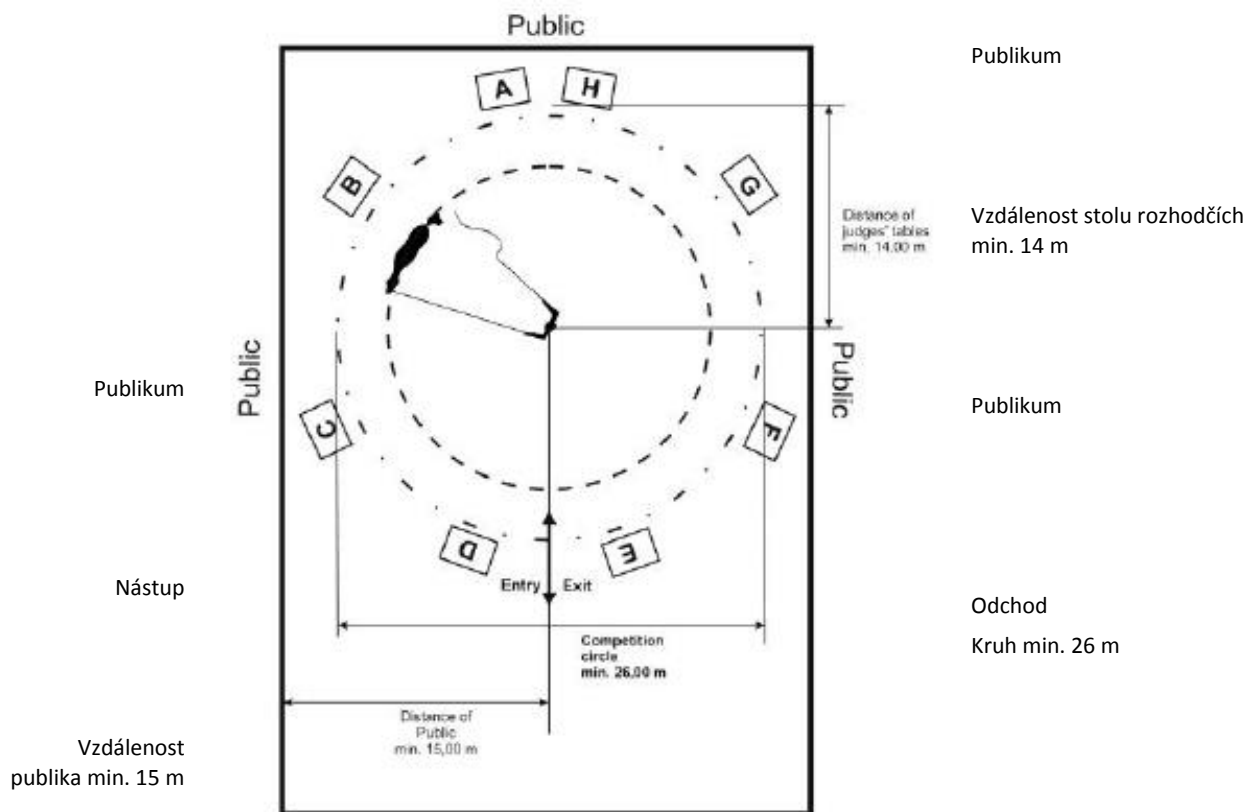 Public
Publikum
A
H
B
G
Distance of
judges' tables
min. 14,00 m
Vzdálenost stolu rozhodčích
min. 14 m
Public
Public
Publikum
Publikum
C
F
D
E
Nástup
Entry
Exit
Odchod
Competition
circle
min. 26,00 m
Kruh min. 26 m
Distance of
Public
min. 15,00 m
Vzdálenost
publika min. 15 m